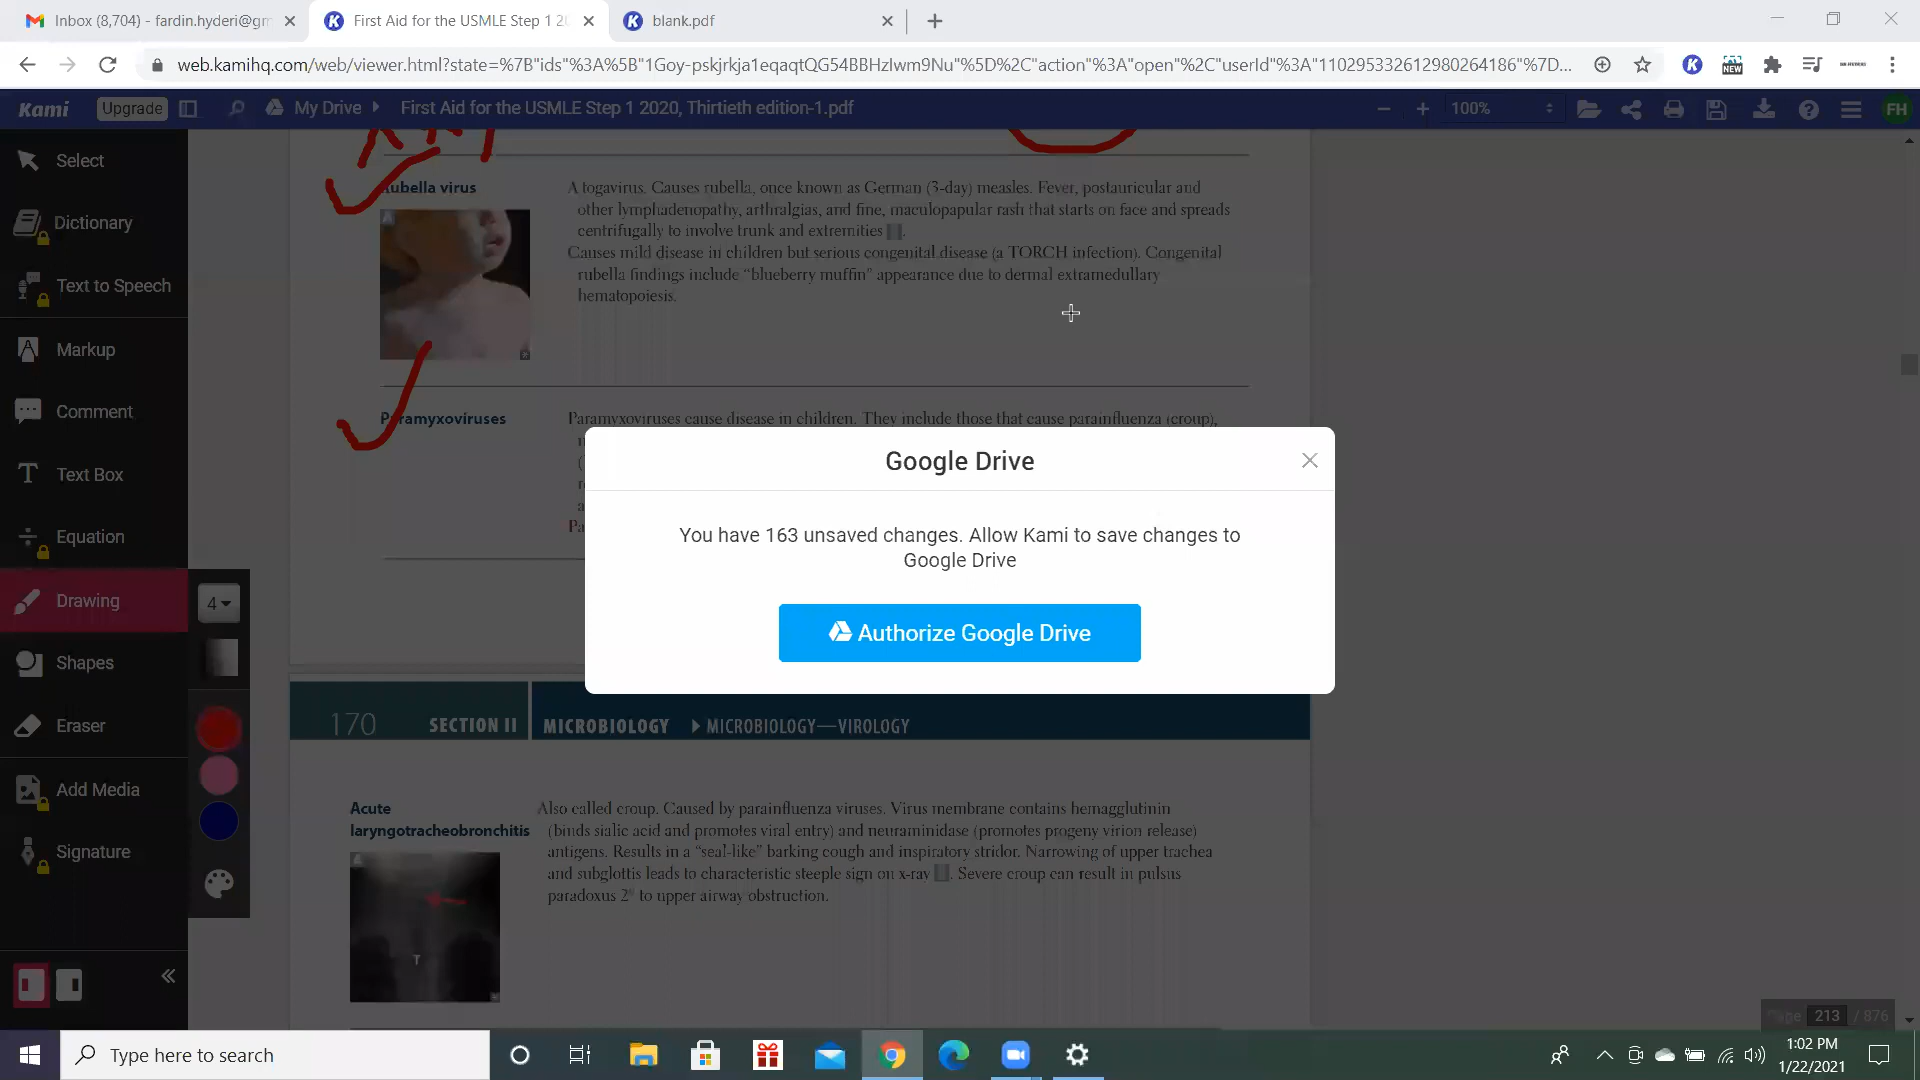 Inbox (8,704) - fardin.hyderi@gm
First Aid for the USMLE Step 1 20
blank.pdf
web.kamihq.com/web/viewer.html?state=%7B"ids"%3A%5B"1Goy-pskjrkja1eqaqtQG54BBHzIwm9Nu"%5D%2C"action"%3A"open"%2C"userId"%3A"110295332612980264186"%7D...
NEW
Kami
Upgrade
My Drive
First Aid for the USMLE Step 1 2020, Thirtieth edition-1.pdf
100%
FH
Select
Dictionary
Text to Speech
Markup
Comment
Text Box
Equation
Drawing
4
Shapes
Eraser
Add Media
Signature
Rubella virus
A togavirus. Causes rubella, once known as German (3-day) measles. Fever, postauricular and
other lymphadenopathy, arthralgias, and fine, maculopapular rash that starts on face and spreads
centrifugally to involve trunk and extremities
Causes mild disease in children but serious congenital disease (a TORCH infection). Congenital
rubella findings include “blueberry muffin” appearance due to dermal extramedullary
hematopoiesis.
Paramyxoviruses
Paramyxoviruses cause disease in children. They include those that cause parainfluenza (croup),
Pa
Google Drive
You have 163 unsaved changes. Allow Kami to save changes to
Google Drive
Authorize Google Drive
170 SECTION II MICROBIOLOGY MICROBIOLOGY—VIROLOGY
Acute
laryngotracheobronchitis
Also called croup. Caused by parainfluenza viruses. Virus membrane contains hemagglutinin
(binds sialic acid and promotes viral entry) and neuraminidase (promotes progeny virion release)
antigens. Results in a “seal-like” barking cough and inspiratory stridor. Narrowing of upper trachea
and subglottis leads to characteristic steeple sign on x-ray . Severe croup can result in pulsus
paradoxus 2° to upper airway obstruction.
Page 213 / 876
Type here to search
1:02 PM
1/22/2021